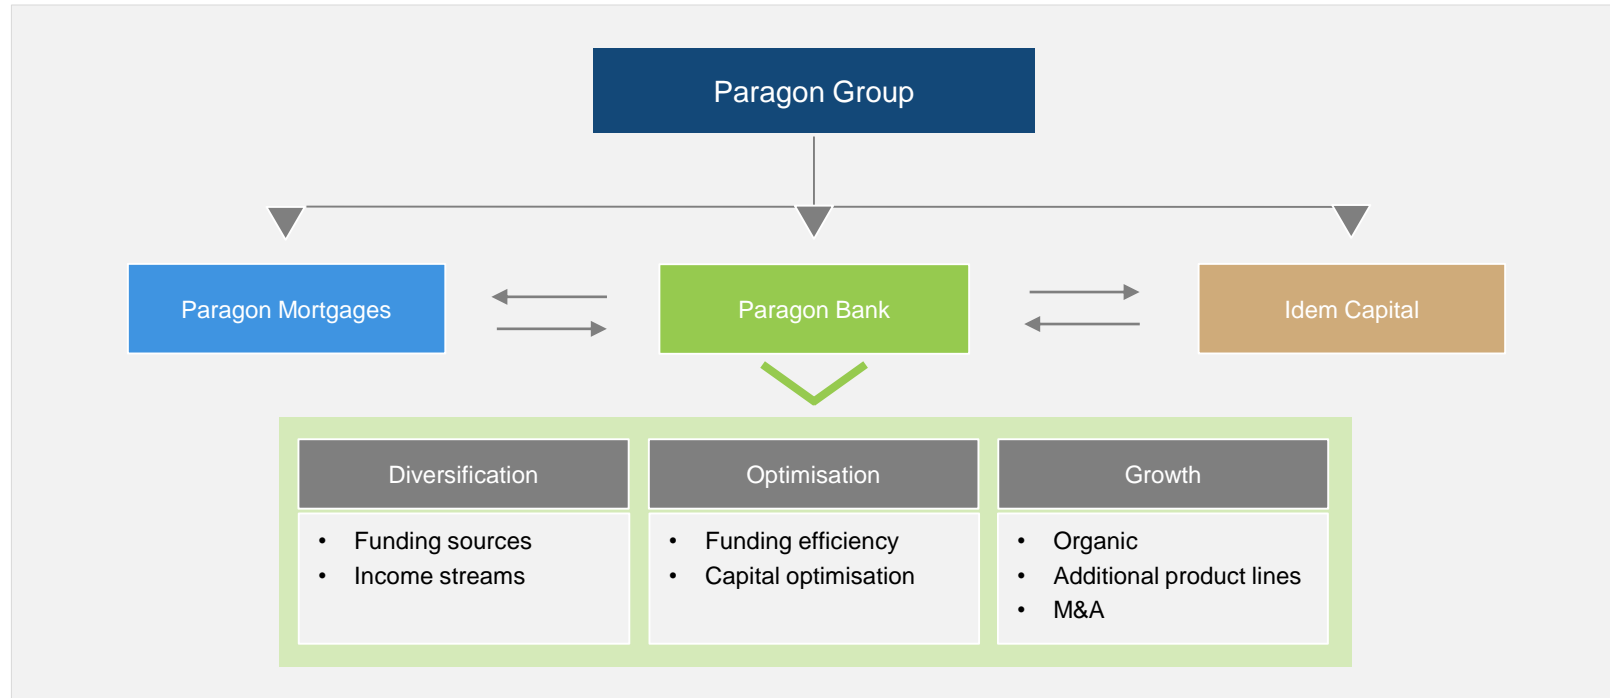 Paragon Group
Paragon Mortgages
Paragon Bank
Idem Capital
Diversification
• Funding sources
• Income streams
Optimisation
• Funding efficiency
• Capital optimisation
Growth
• Organic
• Additional product lines
• M&A